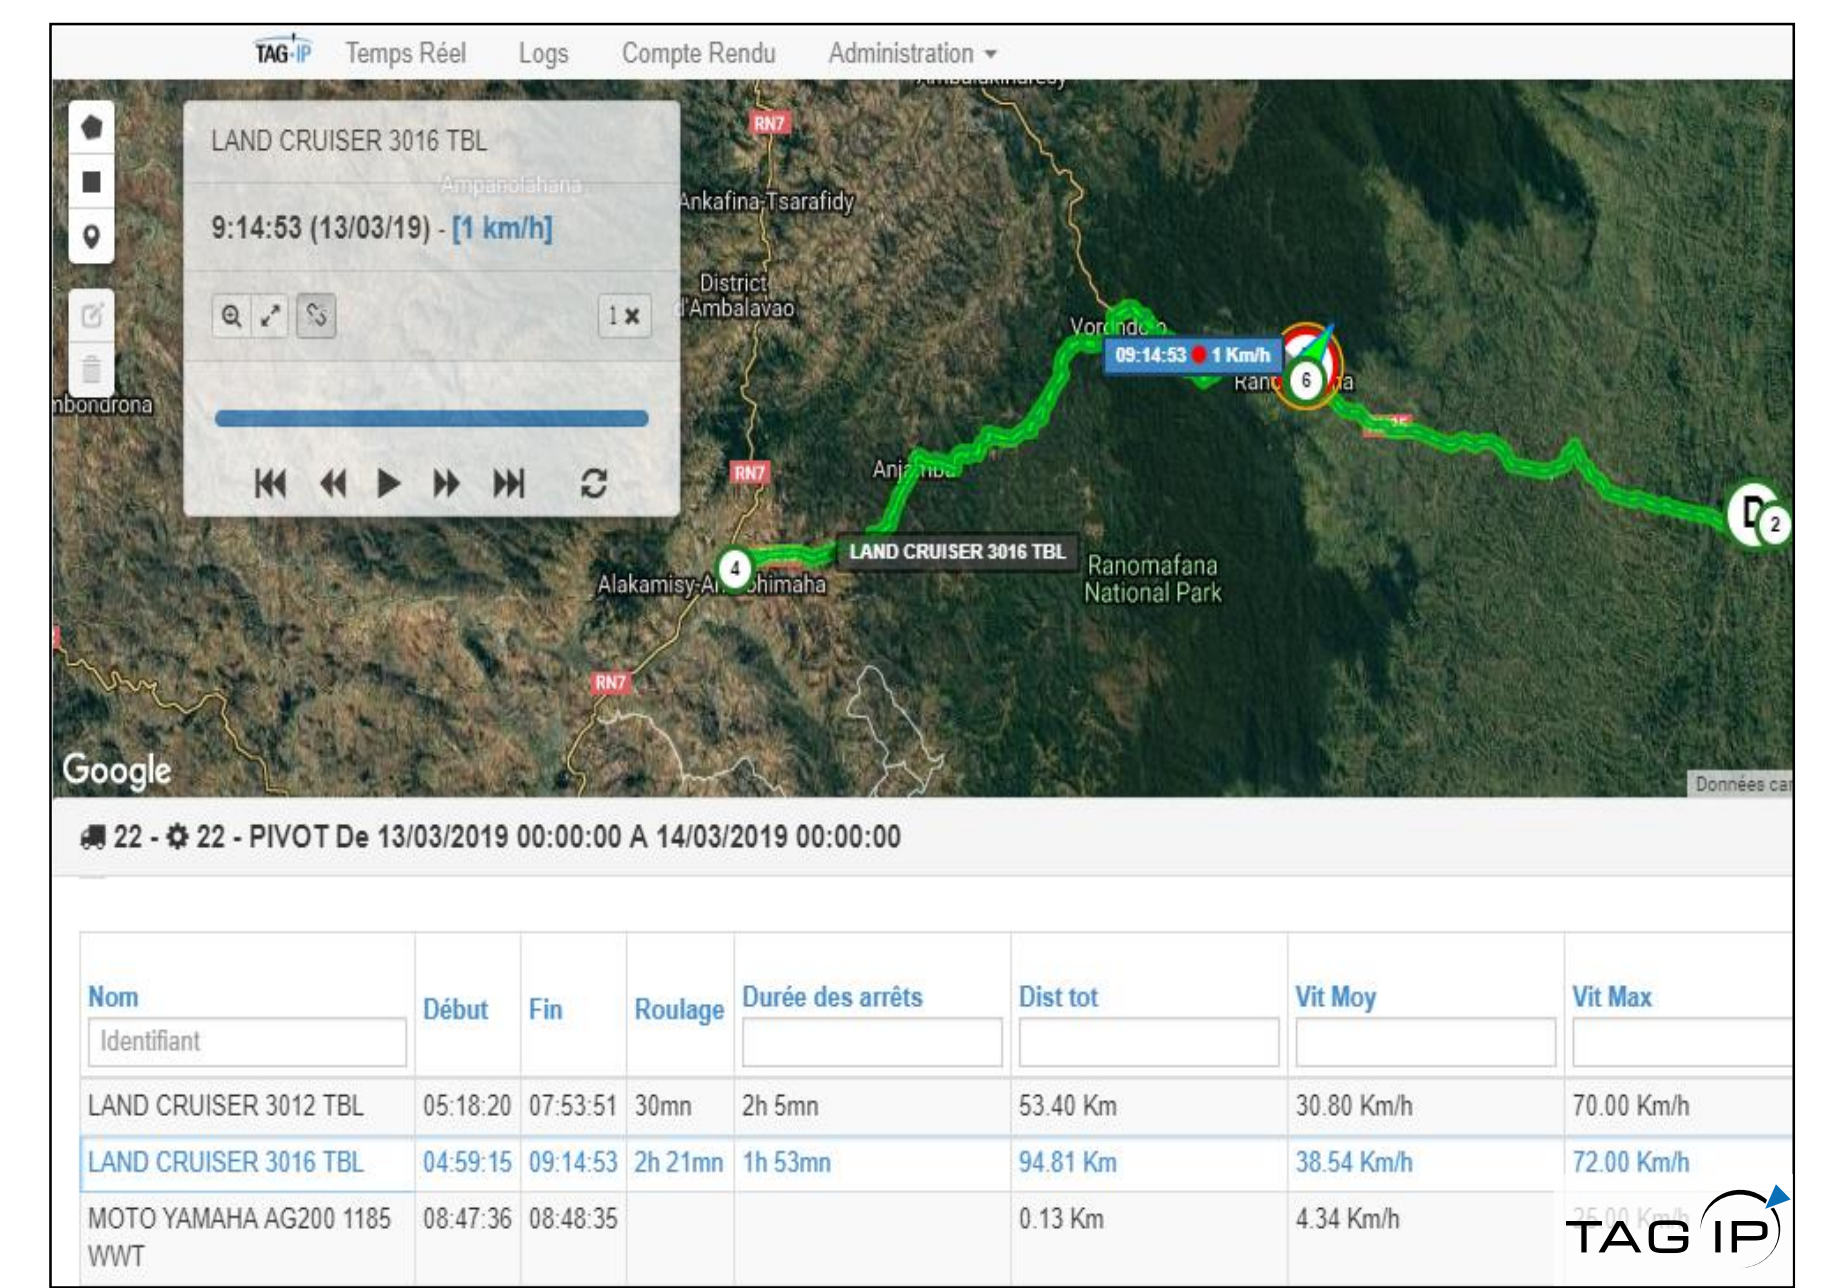 TAG·IP Temps Réel Logs Compte Rendu Administration
LAND CRUISER 3016 TBL
Ampanolahana
9:14:53 (13/03/19) - [1 km/h]
1 ✖
RN7
Ankafina-Tsarafidy
District
d'Ambalavao
09:14:53 1 Km/h
6
RN7
D
2
LAND CRUISER 3016 TBL
4
Ranomafana
National Park
RN7
Google
22 - 22 - PIVOT De 13/03/2019 00:00:00 A 14/03/2019 00:00:00
Nom Début Fin Roulage Durée des arrêts Dist tot Vit Moy Vit Max
Identifiant
LAND CRUISER 3012 TBL 05:18:20 07:53:51 30mn 2h 5mn 53.40 Km 30.80 Km/h 70.00 Km/h
LAND CRUISER 3016 TBL 04:59:15 09:14:53 2h 21mn 1h 53mn 94.81 Km 38.54 Km/h 72.00 Km/h
MOTO YAMAHA AG200 1185 08:47:36 08:48:35 0.13 Km 4.34 Km/h
WWT
TAG IP